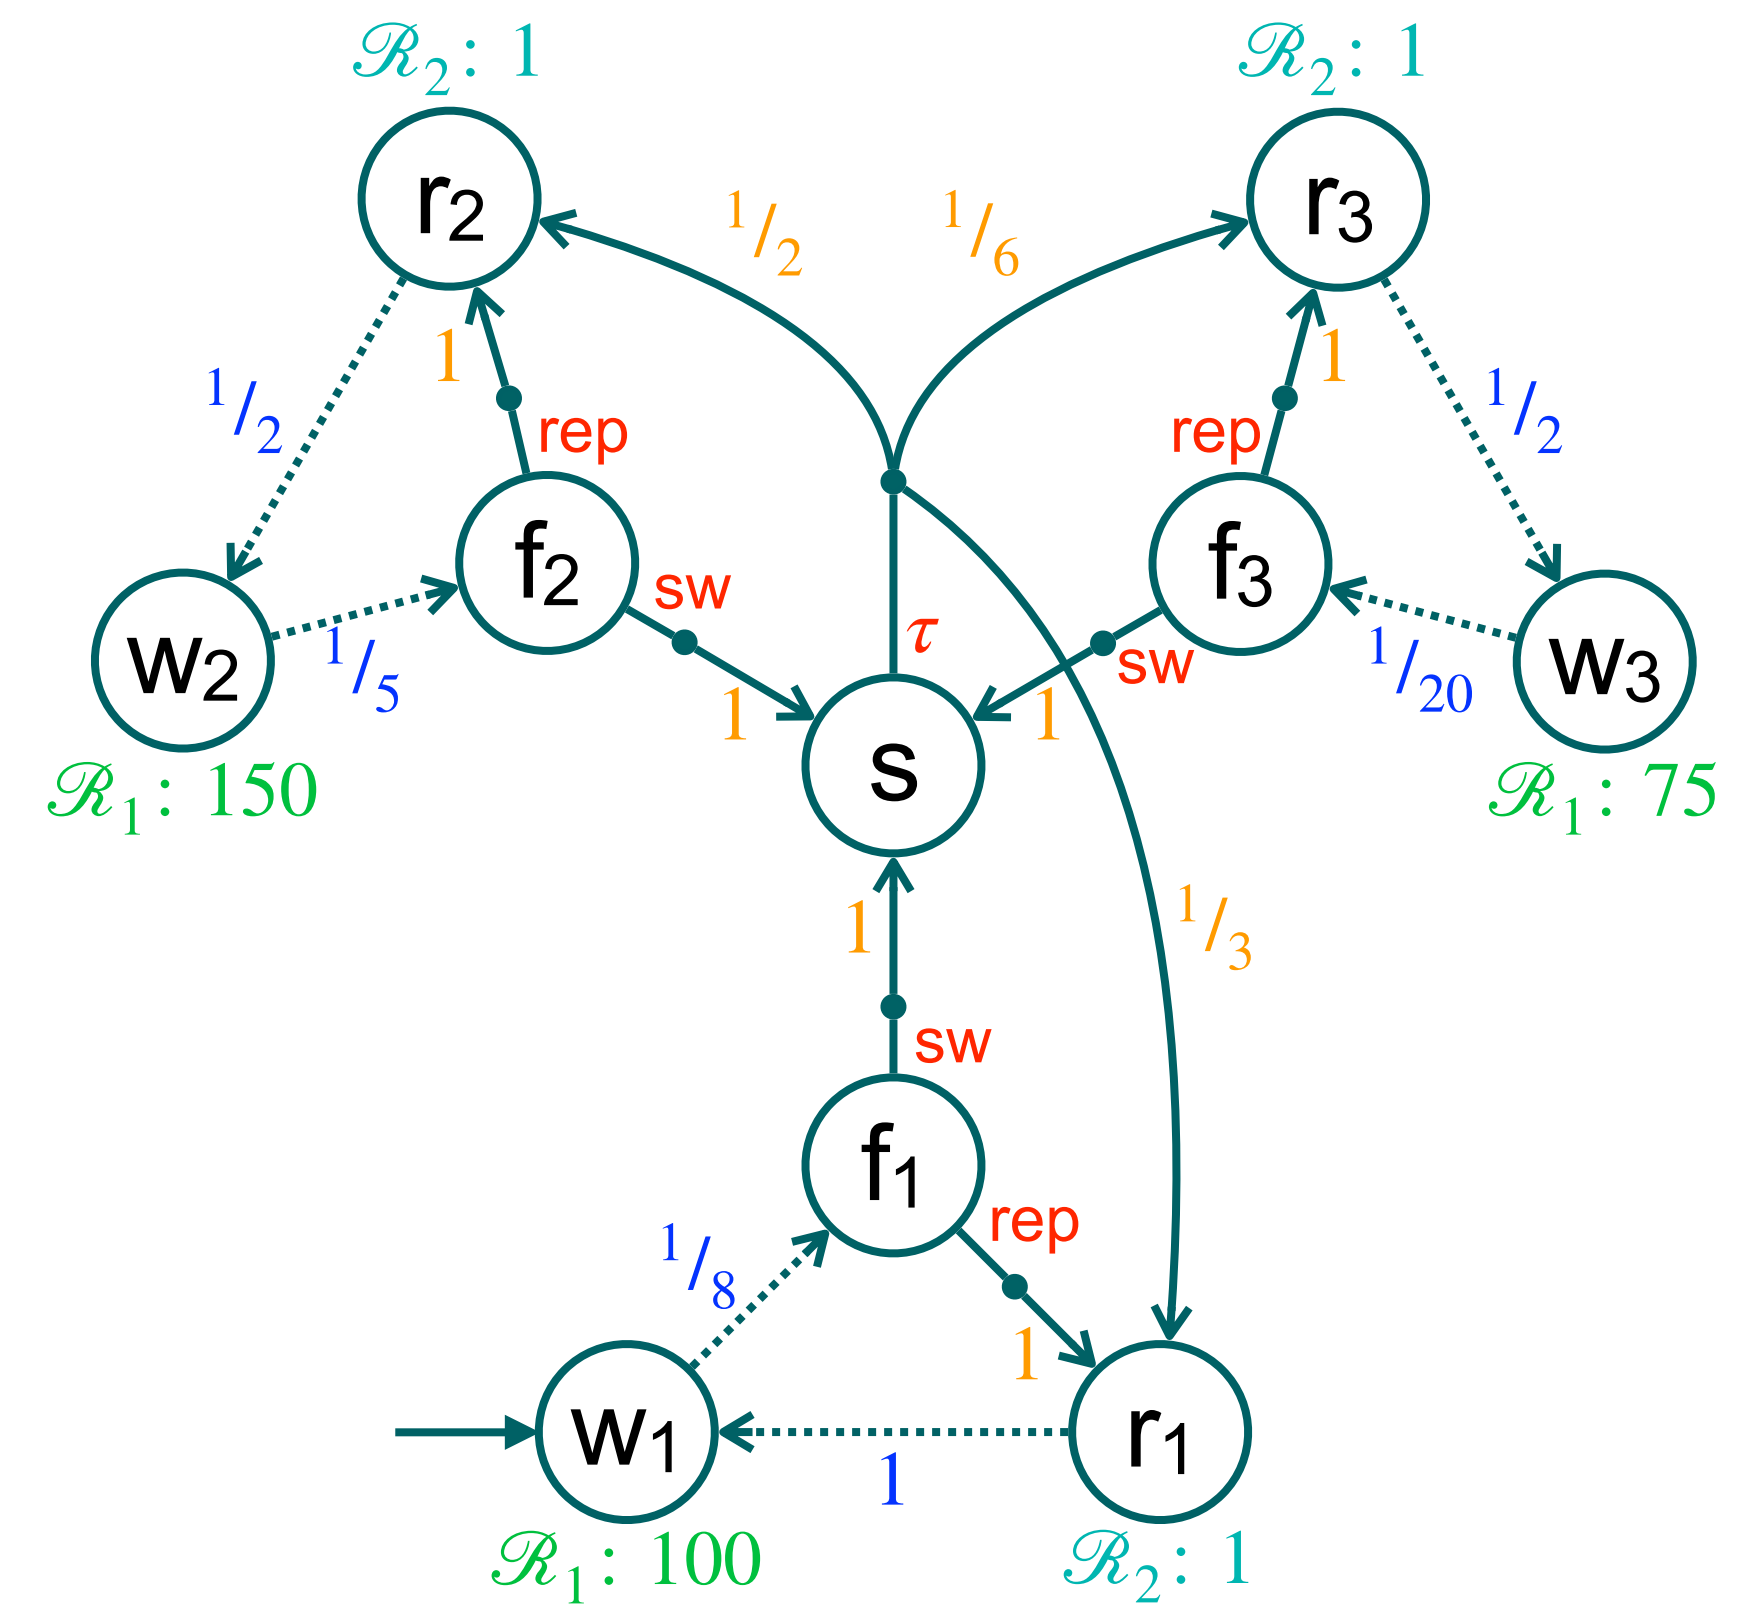 ℛ₂: 1
ℛ₂: 1
r₂
r₃
¹/₂
¹/₆
1
1
¹/₂
¹/₂
rep
rep
f₂
f₃
sw
τ
sw
w₂
w₃
¹/₅
¹/₂₀
1
1
s
ℛ₁: 150
ℛ₁: 75
1
¹/₃
sw
f₁
rep
¹/₈
1
w₁
r₁
1
ℛ₁: 100
ℛ₂: 1